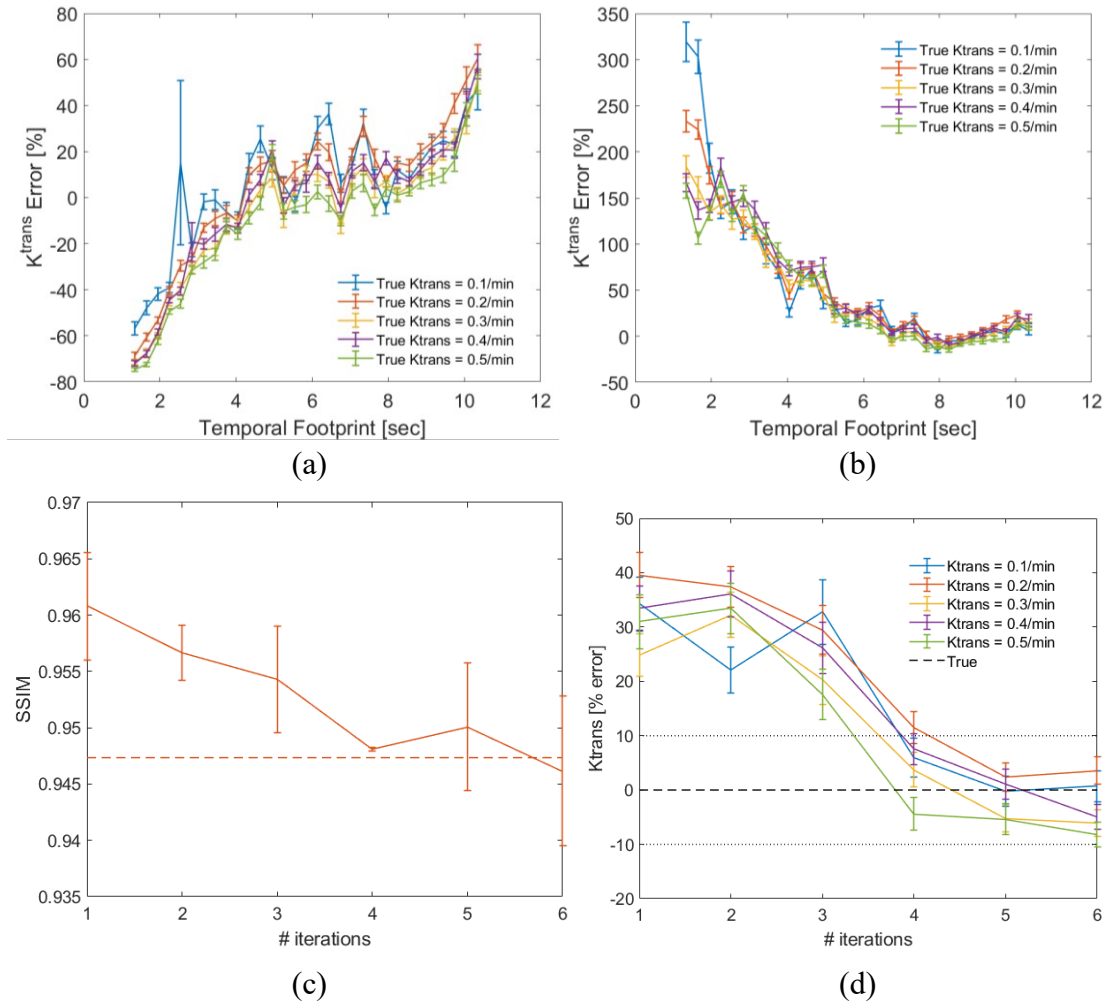 80
60
40
20
0
-20
-40
-60
-80
K^trans Error [%]
True Ktrans = 0.1/min
True Ktrans = 0.2/min
True Ktrans = 0.3/min
True Ktrans = 0.4/min
True Ktrans = 0.5/min
0 2 4 6 8 10 12
Temporal Footprint [sec]
(a)
350
300
250
200
150
100
50
0
-50
K^trans Error [%]
True Ktrans = 0.1/min
True Ktrans = 0.2/min
True Ktrans = 0.3/min
True Ktrans = 0.4/min
True Ktrans = 0.5/min
0 2 4 6 8 10 12
Temporal Footprint [sec]
(b)
0.97
0.965
0.96
0.955
0.95
0.945
0.94
0.935
SSIM
1 2 3 4 5 6
# iterations
(c)
50
40
30
20
10
0
-10
-20
Ktrans [% error]
Ktrans = 0.1/min
Ktrans = 0.2/min
Ktrans = 0.3/min
Ktrans = 0.4/min
Ktrans = 0.5/min
True
1 2 3 4 5 6
# iterations
(d)